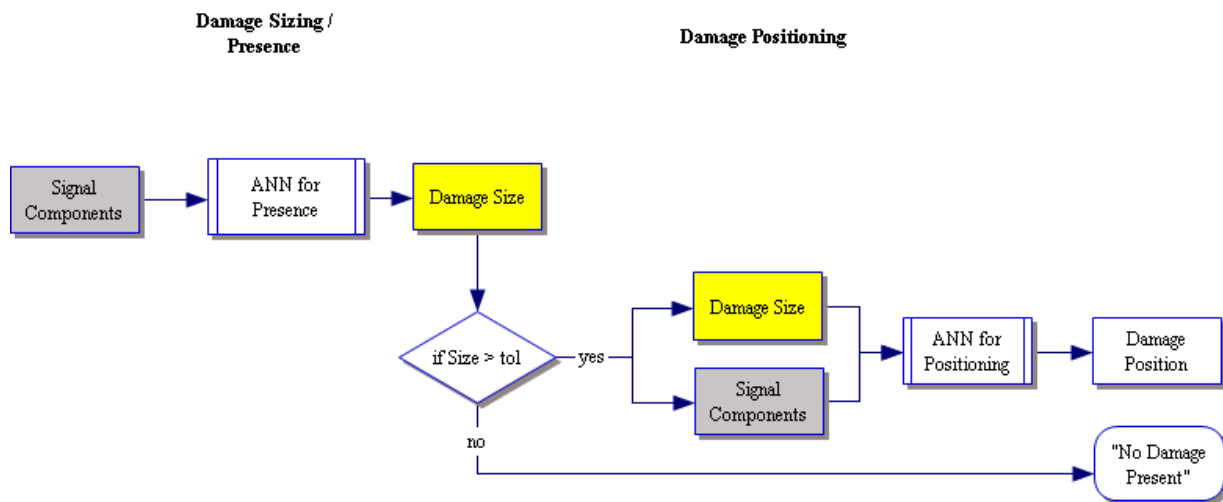 Damage Sizing /
Presence
Damage Positioning
Signal
Components
ANN for
Presence
Damage Size
if Size > tol
yes
no
Damage Size
Signal
Components
ANN for
Positioning
Damage
Position
"No Damage
Present"